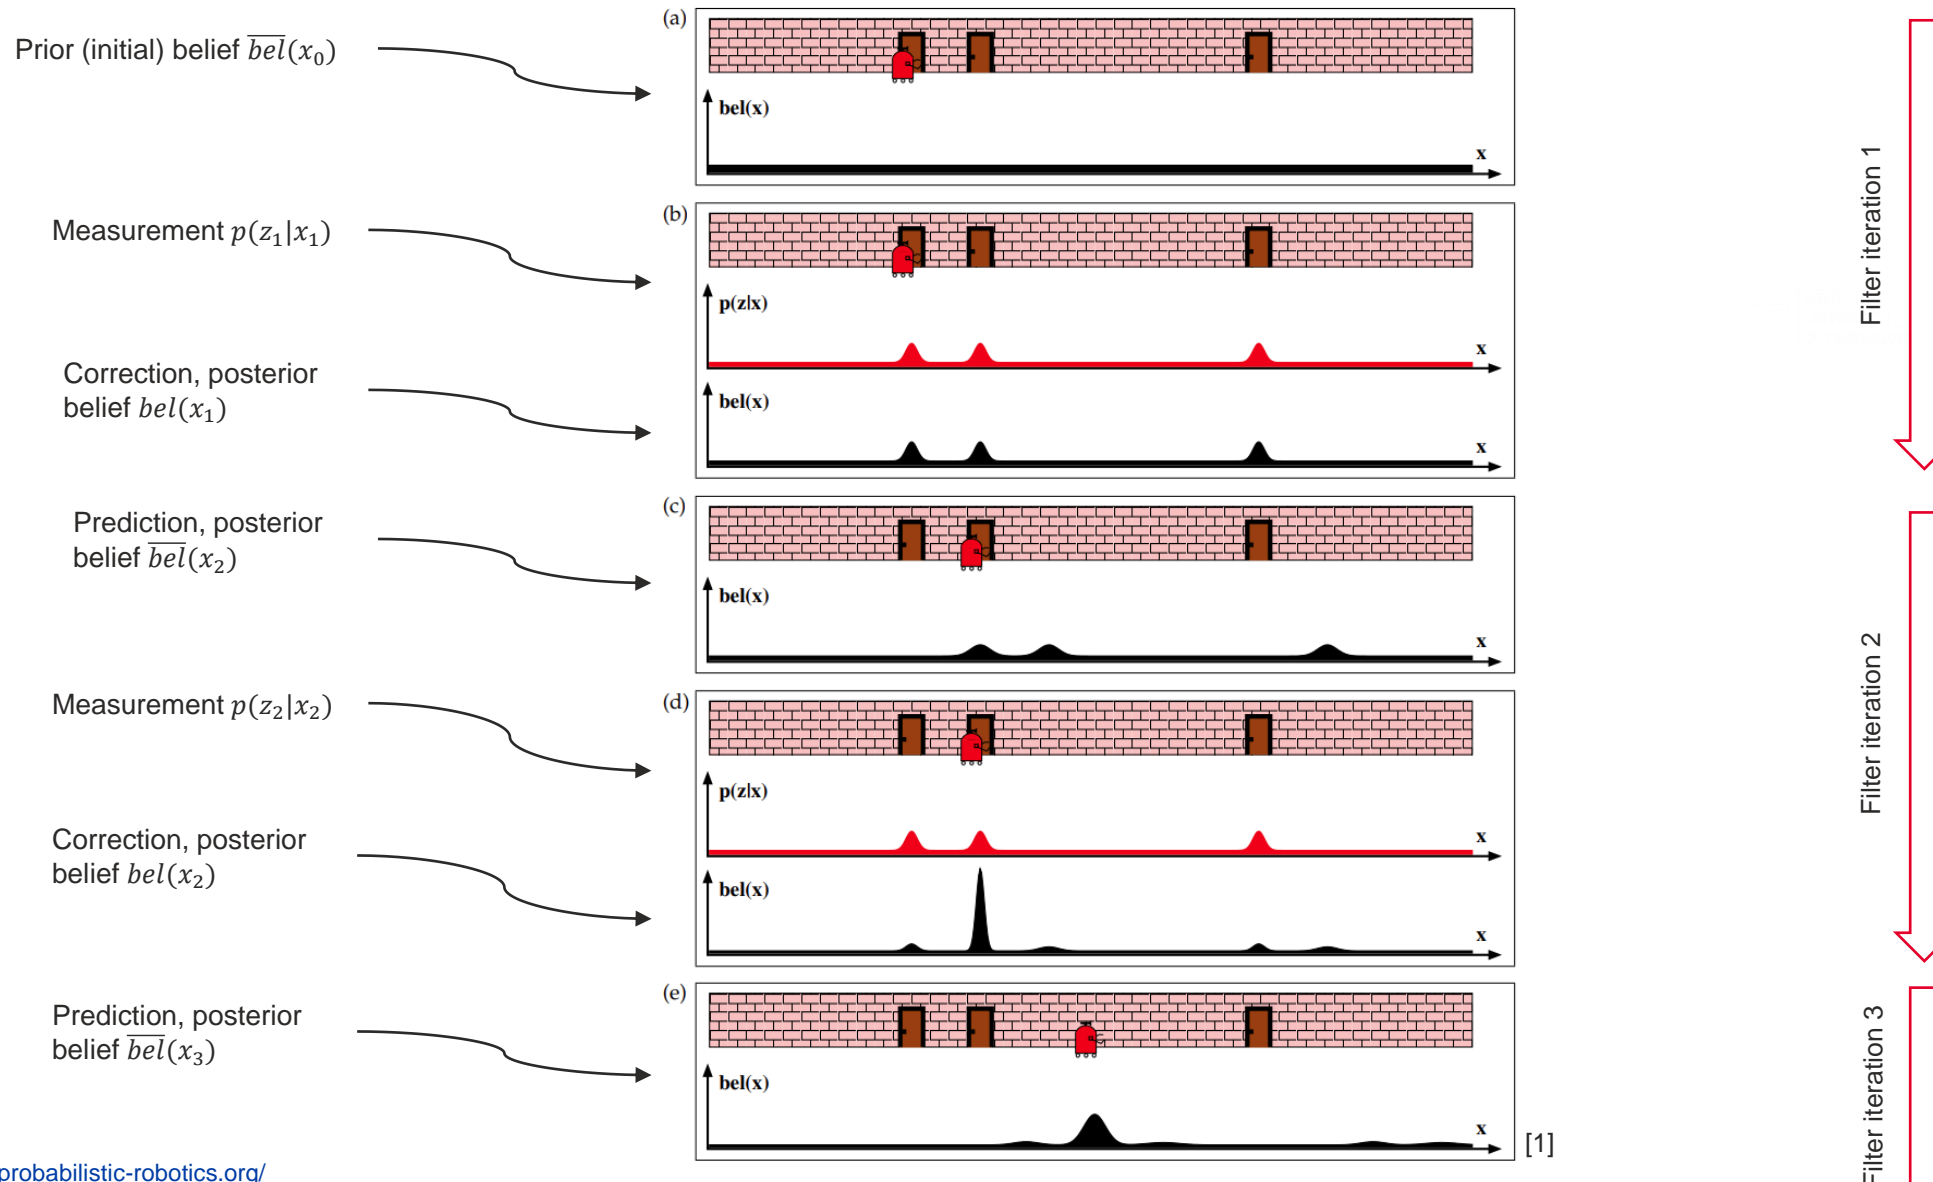 Prior (initial) belief $\overline{bel}(x_0)$
(a)
bel(x)
x
Measurement $p(z_1|x_1)$
(b)
p(z|x)
x
Correction, posterior
belief $bel(x_1)$
bel(x)
x
Prediction, posterior
belief $\overline{bel}(x_2)$
(c)
bel(x)
x
Measurement $p(z_2|x_2)$
(d)
p(z|x)
x
Correction, posterior
belief $bel(x_2)$
bel(x)
x
Prediction, posterior
belief $\overline{bel}(x_3)$
(e)
bel(x)
x
[1]
probabilistic-robotics.org/
Filter iteration 1
Filter iteration 2
Filter iteration 3